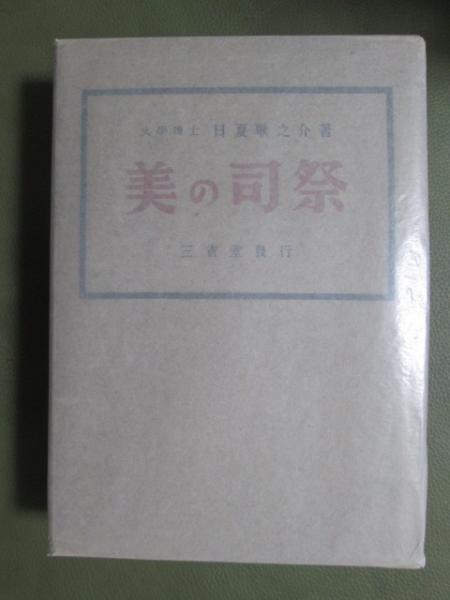 文學博士 日夏耿之介著
美の司祭
三省堂發行